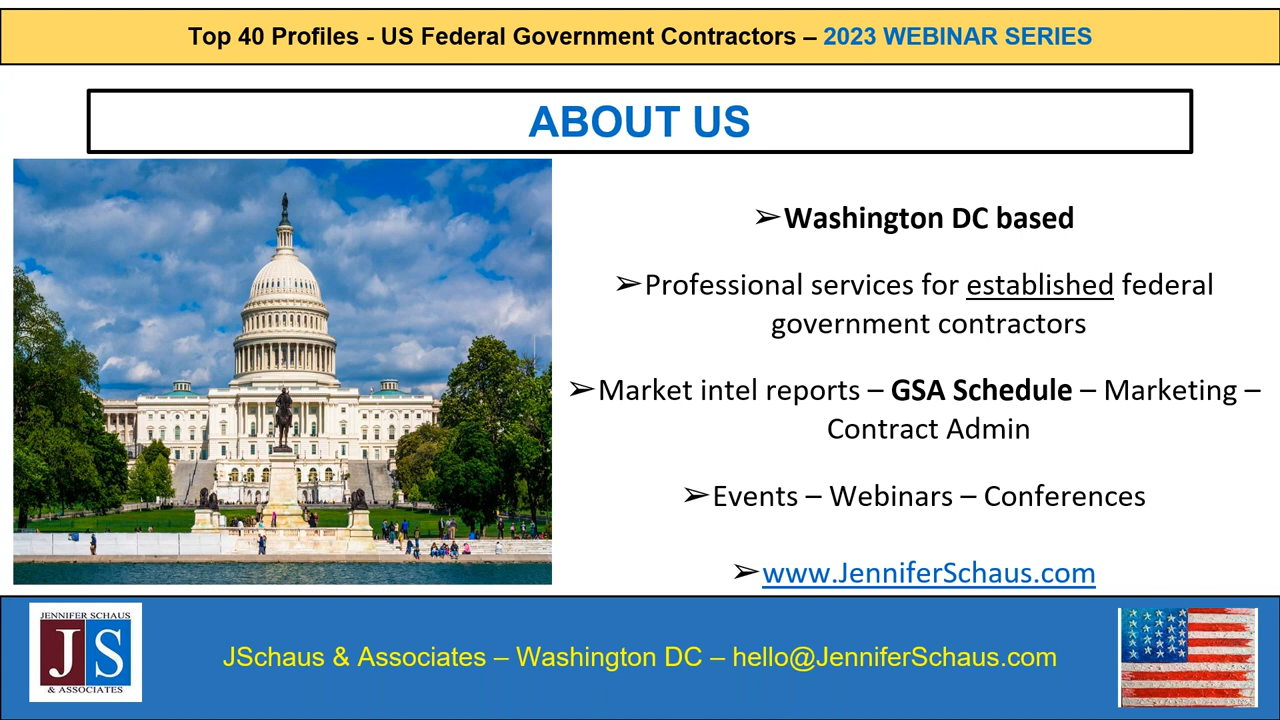 Top 40 Profiles - US Federal Government Contractors – 2023 WEBINAR SERIES
ABOUT US
➢Washington DC based
➢Professional services for established federal
government contractors
➢Market intel reports – GSA Schedule – Marketing –
Contract Admin
➢Events – Webinars – Conferences
➢www.JenniferSchaus.com
JENNIFER SCHAUS
JS
& ASSOCIATES
JSchaus & Associates – Washington DC – hello@JenniferSchaus.com